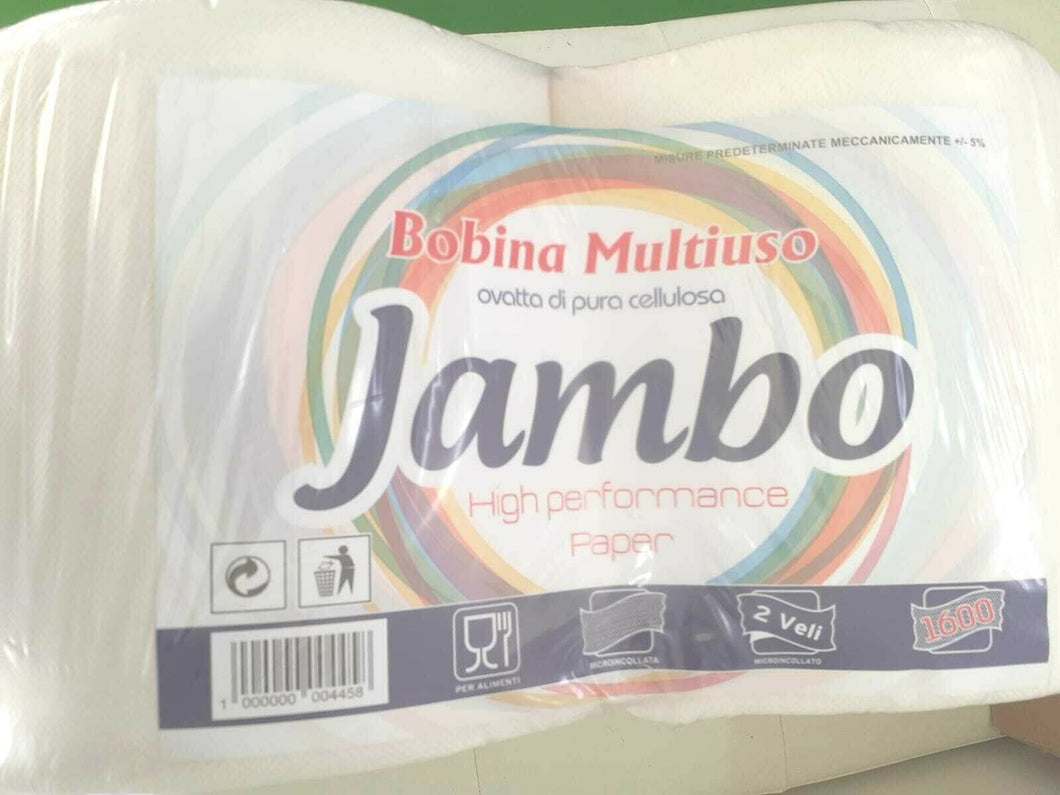 MISURE PREDETERMINATE MECCANICAMENTE +/- 5%
Bobina Multiuso
ovatta di pura cellulosa
Jambo
High performance
Paper
PER ALIMENTI
MICROINCOLLATA
2 Veli
MICROINCOLLATO
1600
1 000000 004458